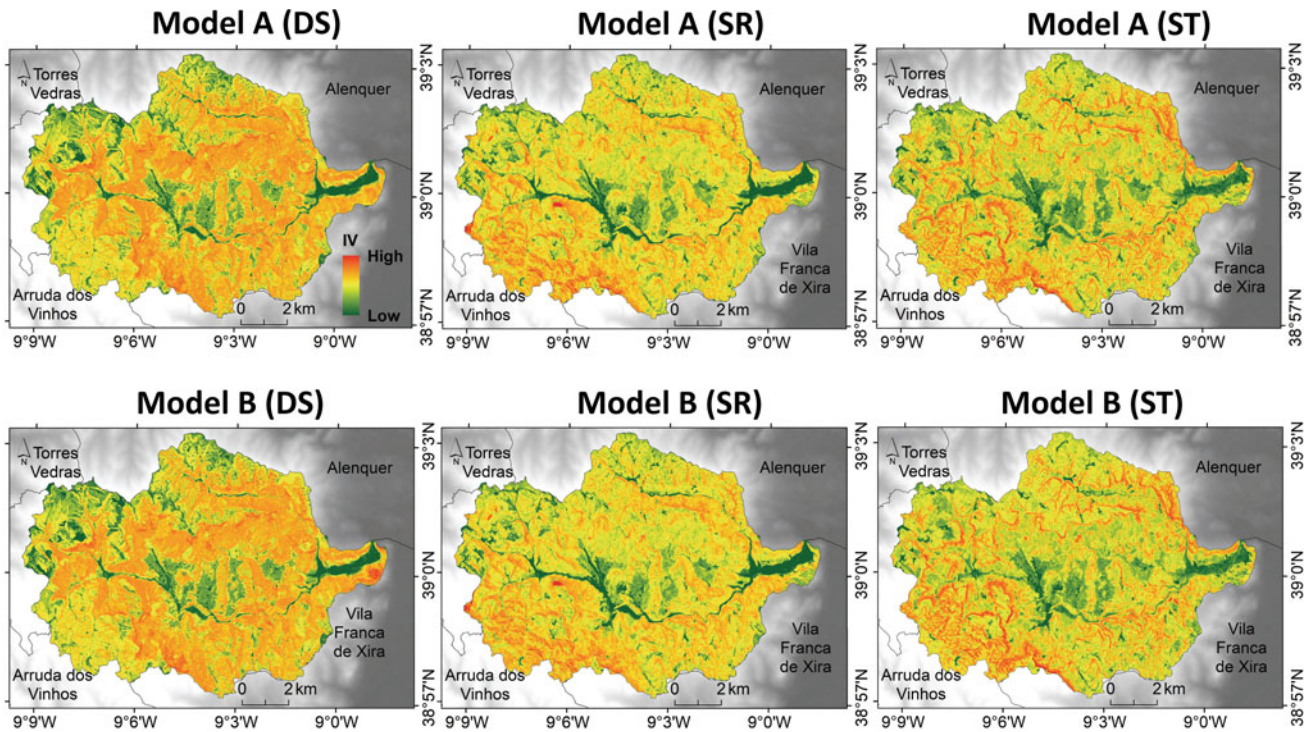 Model A (DS)
Torres
Vedras
N
Alenquer
IV
High
Low
Arruda dos
Vinhos
0 2 km
9°9'W 9°6'W 9°3'W 9°0'W
39°3'N
39°0'N
38°57'N
Model A (SR)
Torres
Vedras
N
Alenquer
Vila
Franca
de Xira
Arruda dos
Vinhos
0 2 km
9°9'W 9°6'W 9°3'W 9°0'W
39°3'N
39°0'N
38°57'N
Model A (ST)
Torres
Vedras
N
Alenquer
Vila
Franca
de Xira
Arruda dos
Vinhos
0 2 km
9°9'W 9°6'W 9°3'W 9°0'W
39°3'N
39°0'N
38°57'N
Model B (DS)
Torres
Vedras
N
Alenquer
Vila
Franca
de Xira
Arruda dos
Vinhos
0 2 km
9°9'W 9°6'W 9°3'W 9°0'W
39°3'N
39°0'N
38°57'N
Model B (SR)
Torres
Vedras
N
Alenquer
Vila
Franca
de Xira
Arruda dos
Vinhos
0 2 km
9°9'W 9°6'W 9°3'W 9°0'W
39°3'N
39°0'N
38°57'N
Model B (ST)
Torres
Vedras
N
Alenquer
Vila
Franca
de Xira
Arruda dos
Vinhos
0 2 km
9°9'W 9°6'W 9°3'W 9°0'W
39°3'N
39°0'N
38°57'N